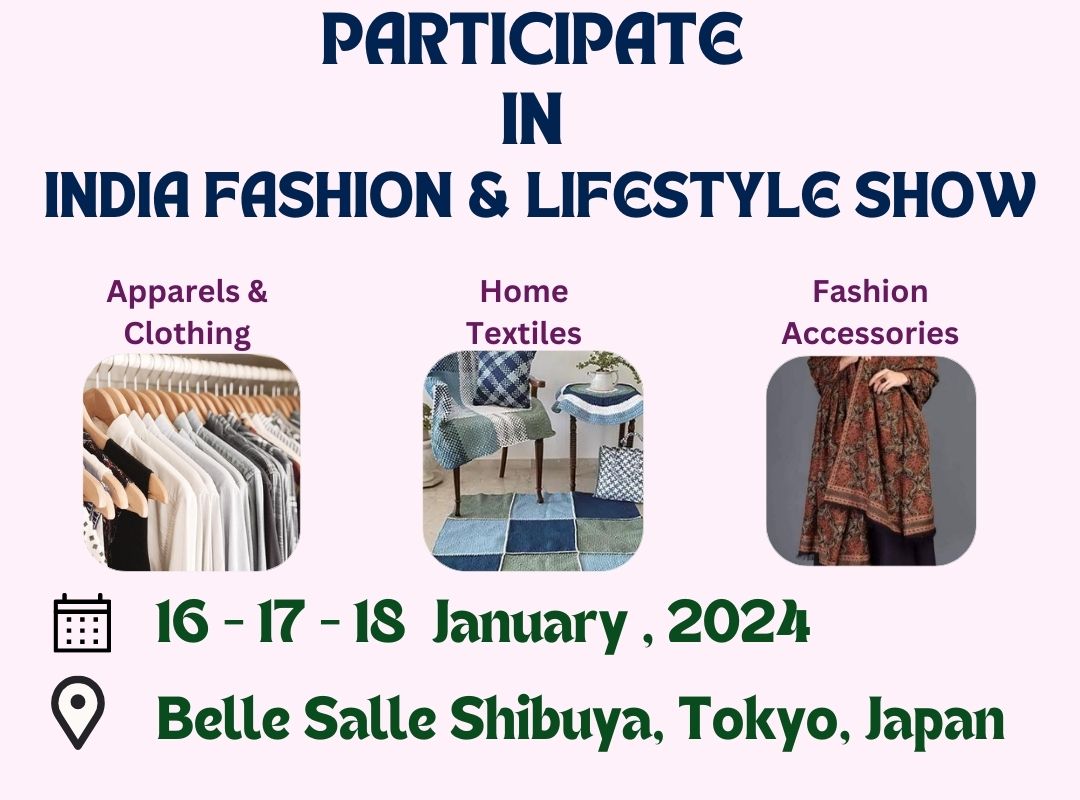 PARTICIPATE
IN
INDIA FASHION & LIFESTYLE SHOW
Apparels &
Clothing
Home
Textiles
Fashion
Accessories
16 - 17 - 18 January , 2024
Belle Salle Shibuya, Tokyo, Japan